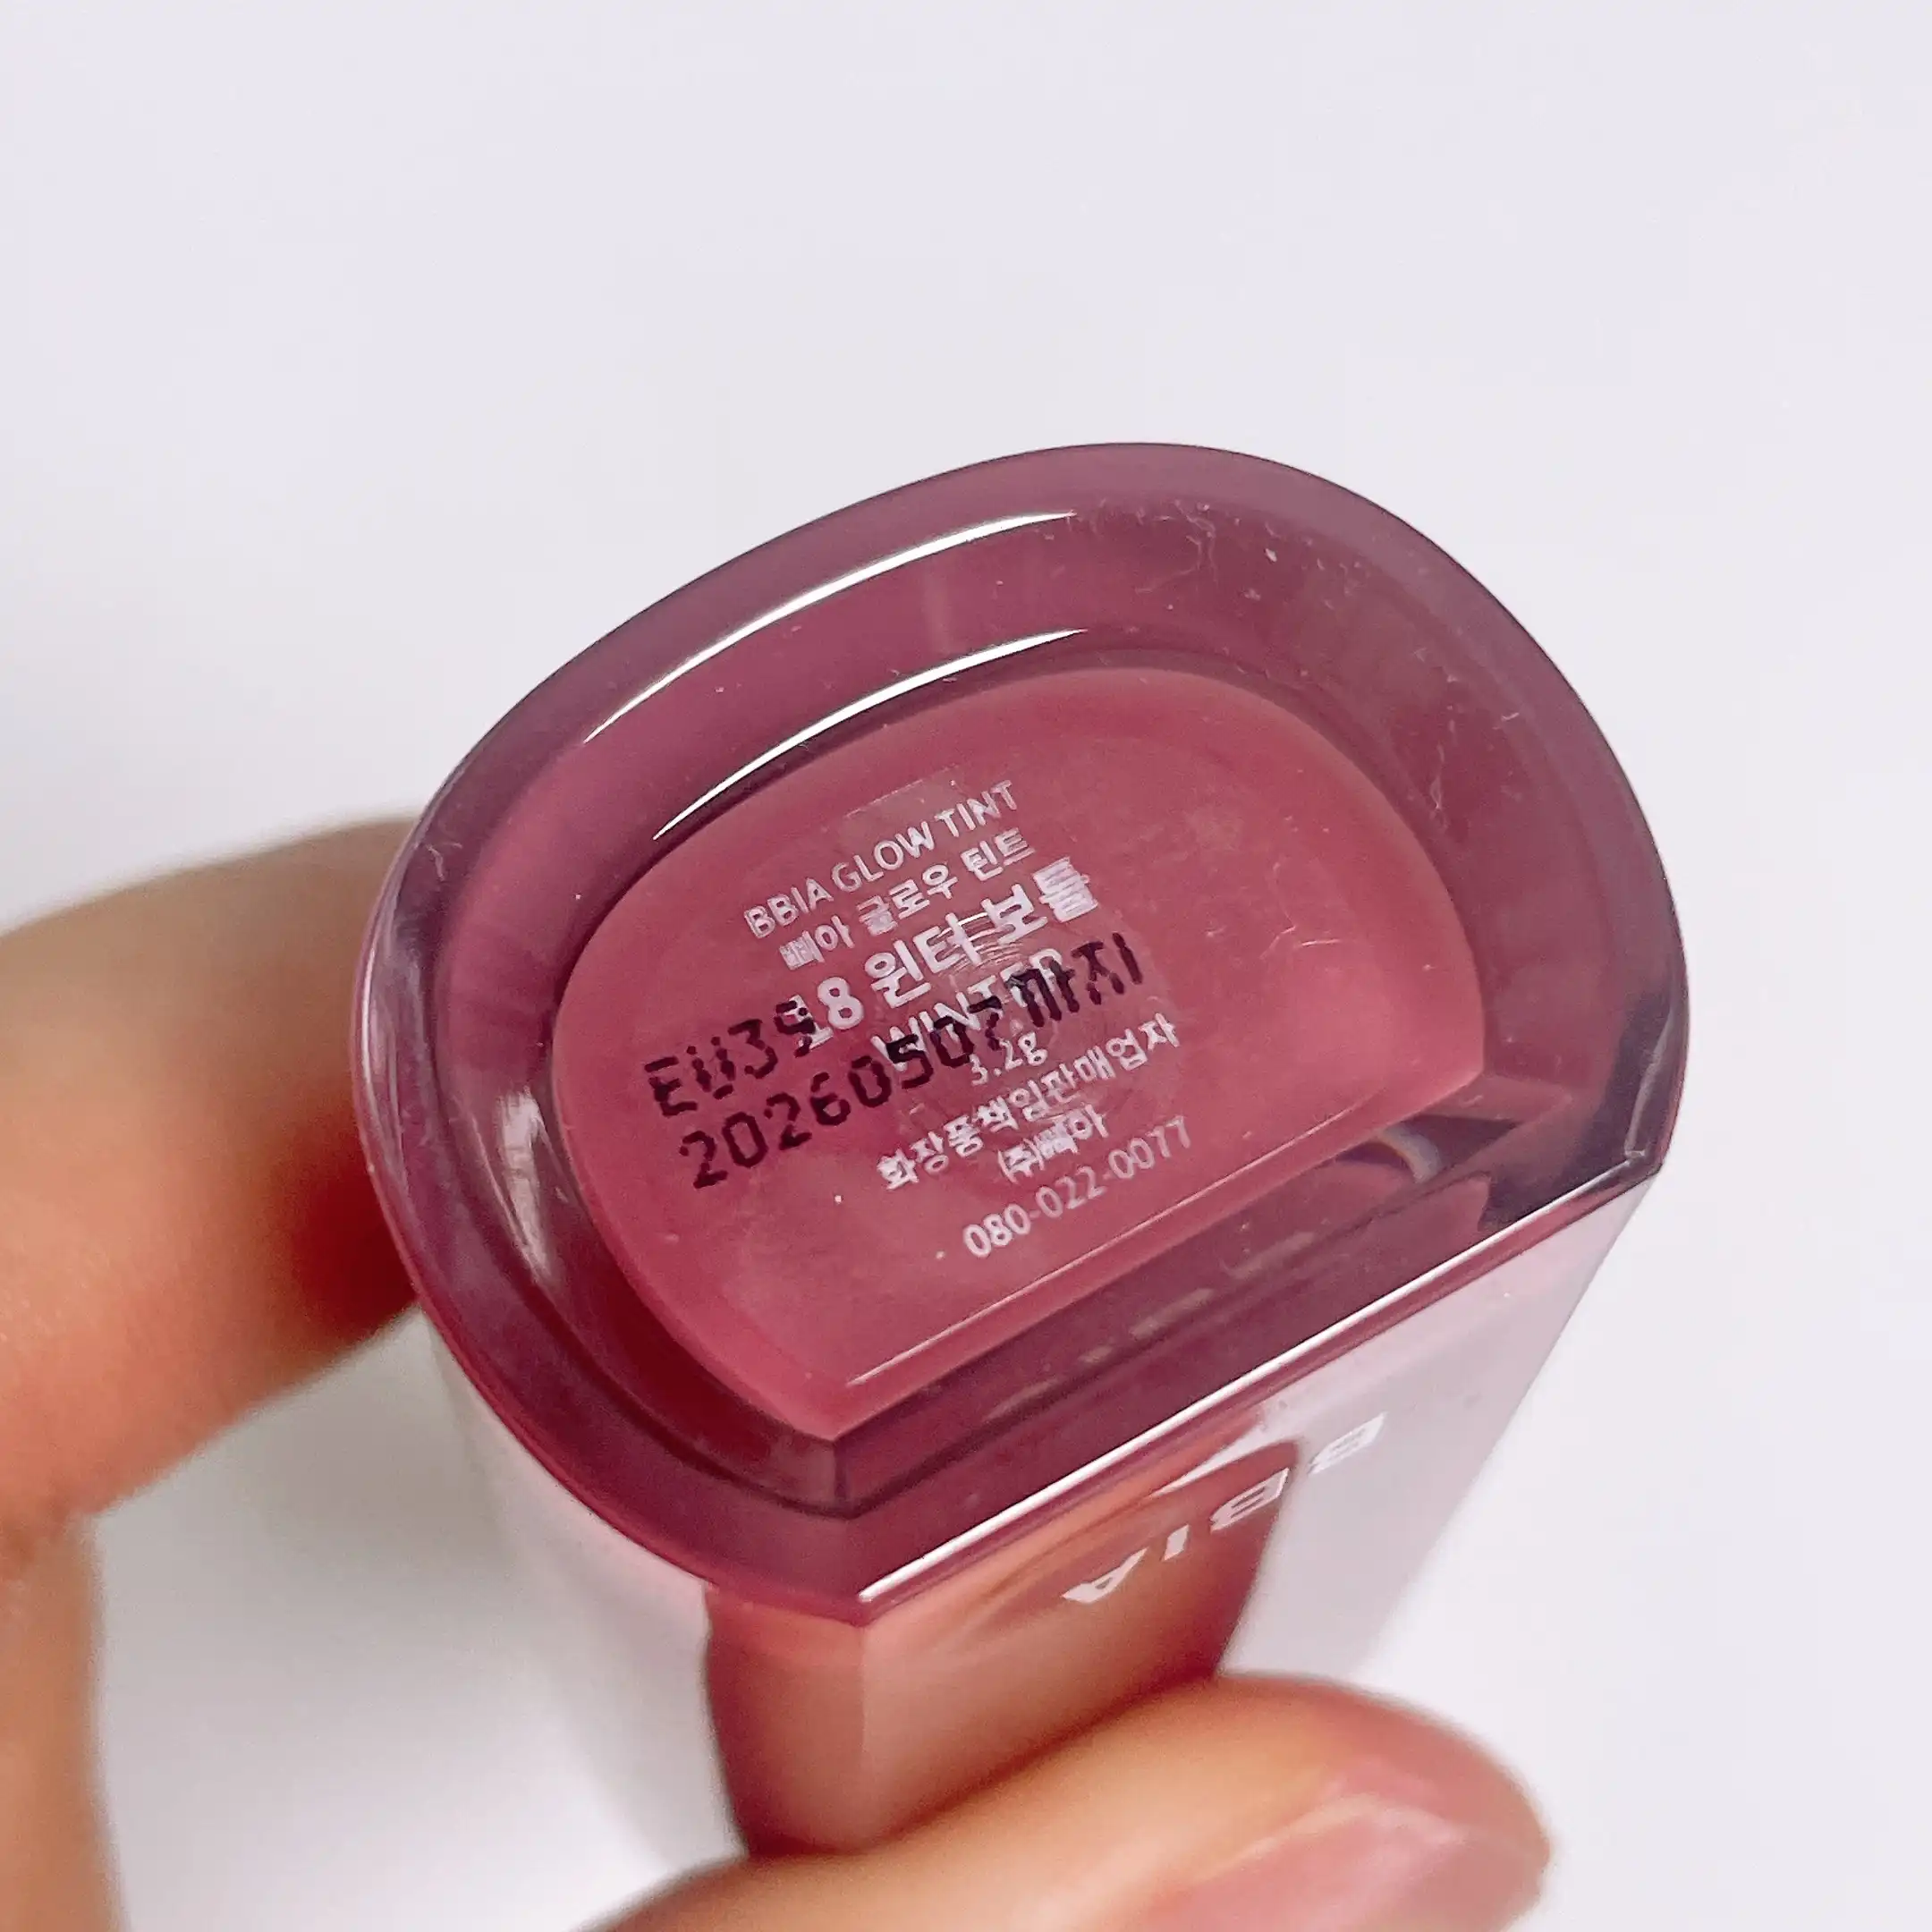 BBIA GLOW TINT
삐아 글로우 틴트
18 윈터 보틀
WINTER
3.2g
화장품책임판매업자
(주)삐아
080-022-0077
EU39
20260507까지
BBIA